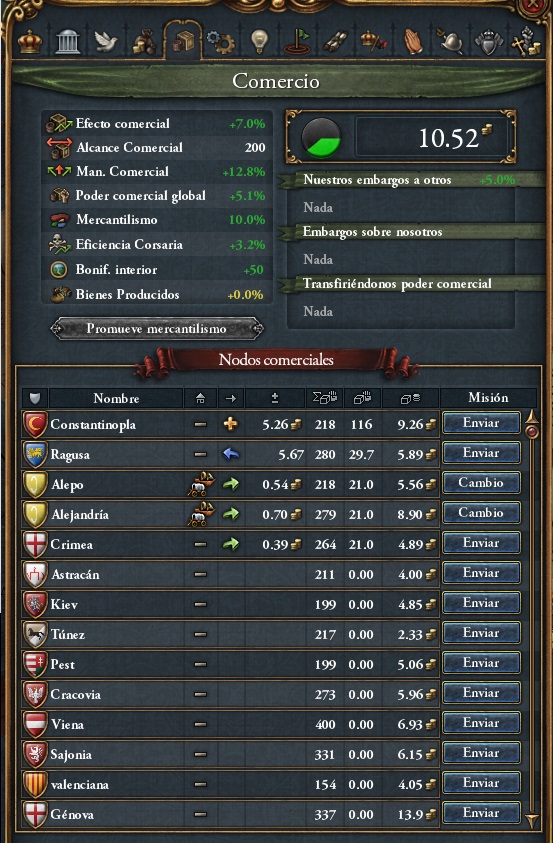 Comercio
Efecto comercial +7.0%
Alcance Comercial 200
Man. Comercial +12.8%
Poder comercial global +5.1%
Mercantilismo 10.0%
Eficiencia Corsaria +3.2%
Bonif. interior +50
Bienes Producidos +0.0%
Promueve mercantilismo
10.52
Nuestros embargos a otros +5.0%
Nada
Embargos sobre nosotros
Nada
Transfiriéndonos poder comercial
Nada
Nodos comerciales
Nombre ± Σ Misión
Constantinopla 5.26 218 116 9.26 Enviar
Ragusa 5.67 280 29.7 5.89 Enviar
Alepo 0.54 218 21.0 5.56 Cambio
Alejandría 0.70 279 21.0 8.90 Cambio
Crimea 0.39 264 21.0 4.89 Enviar
Astracán 211 0.00 4.00 Enviar
Kiev 199 0.00 4.85 Enviar
Túnez 217 0.00 2.33 Enviar
Pest 199 0.00 5.06 Enviar
Cracovia 273 0.00 5.96 Enviar
Viena 400 0.00 6.93 Enviar
Sajonia 331 0.00 6.15 Enviar
valenciana 154 0.00 4.05 Enviar
Génova 337 0.00 13.9 Enviar